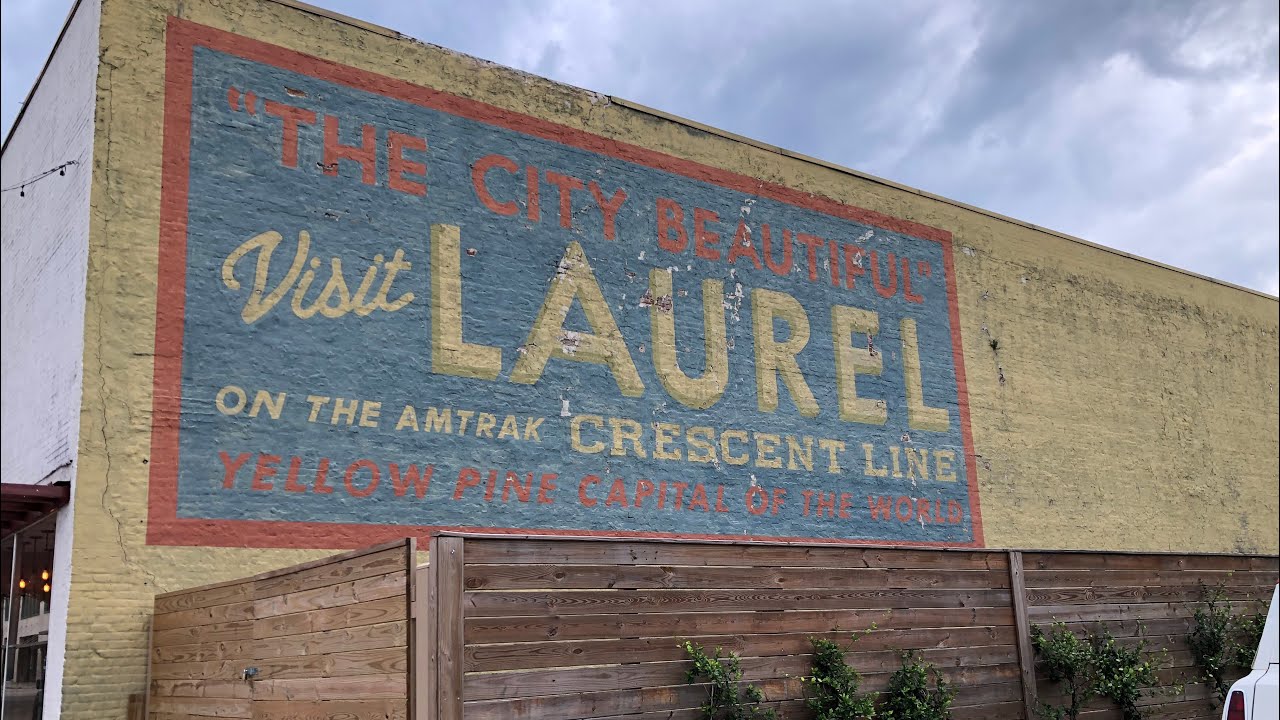 "THE CITY BEAUTIFUL"
Visit LAUREL
ON THE AMTRAK CRESCENT LINE
YELLOW PINE CAPITAL OF THE WORLD